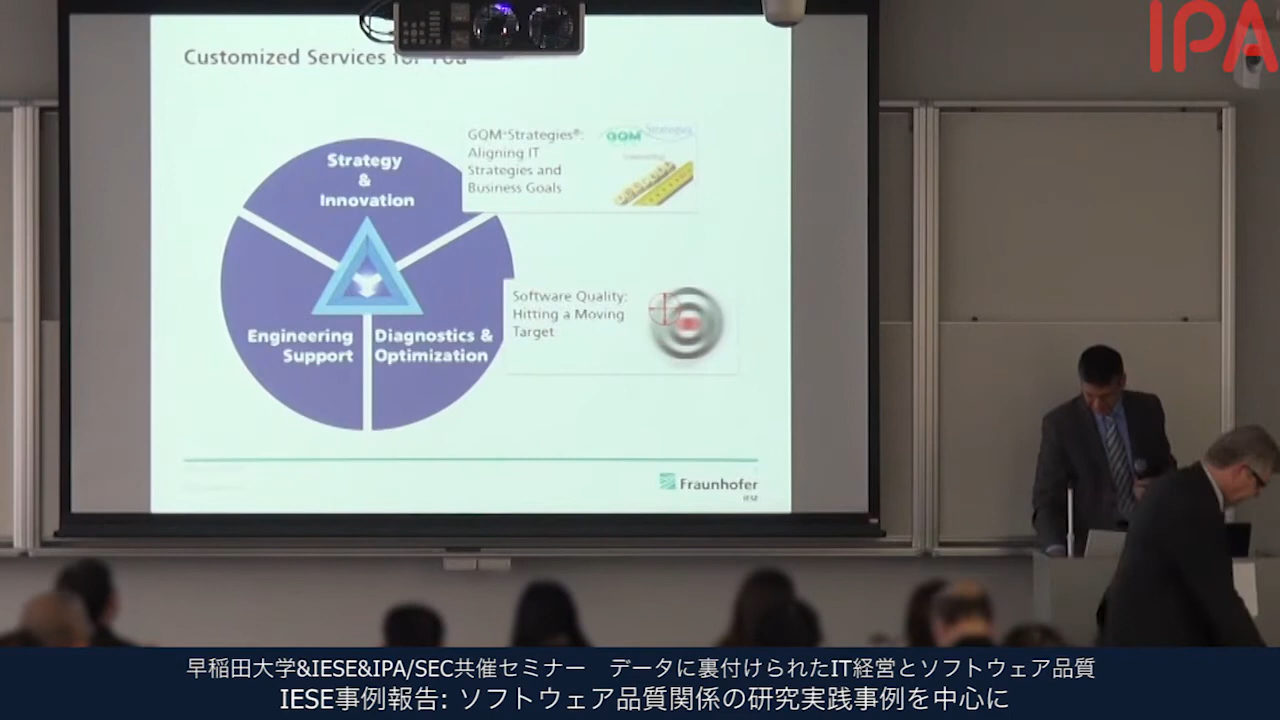 IPA
Customized Services for You
Strategy
&
Innovation
GQM+Strategies®:
Aligning IT
Strategies and
Business Goals
GQM Strategies
Engineering
Support
Diagnostics &
Optimization
Software Quality:
Hitting a Moving
Target
Fraunhofer
IESE
早稲田大学&IESE&IPA/SEC共催セミナー データに裏付けられたIT経営とソフトウェア品質
IESE事例報告: ソフトウェア品質関係の研究実践事例を中心に